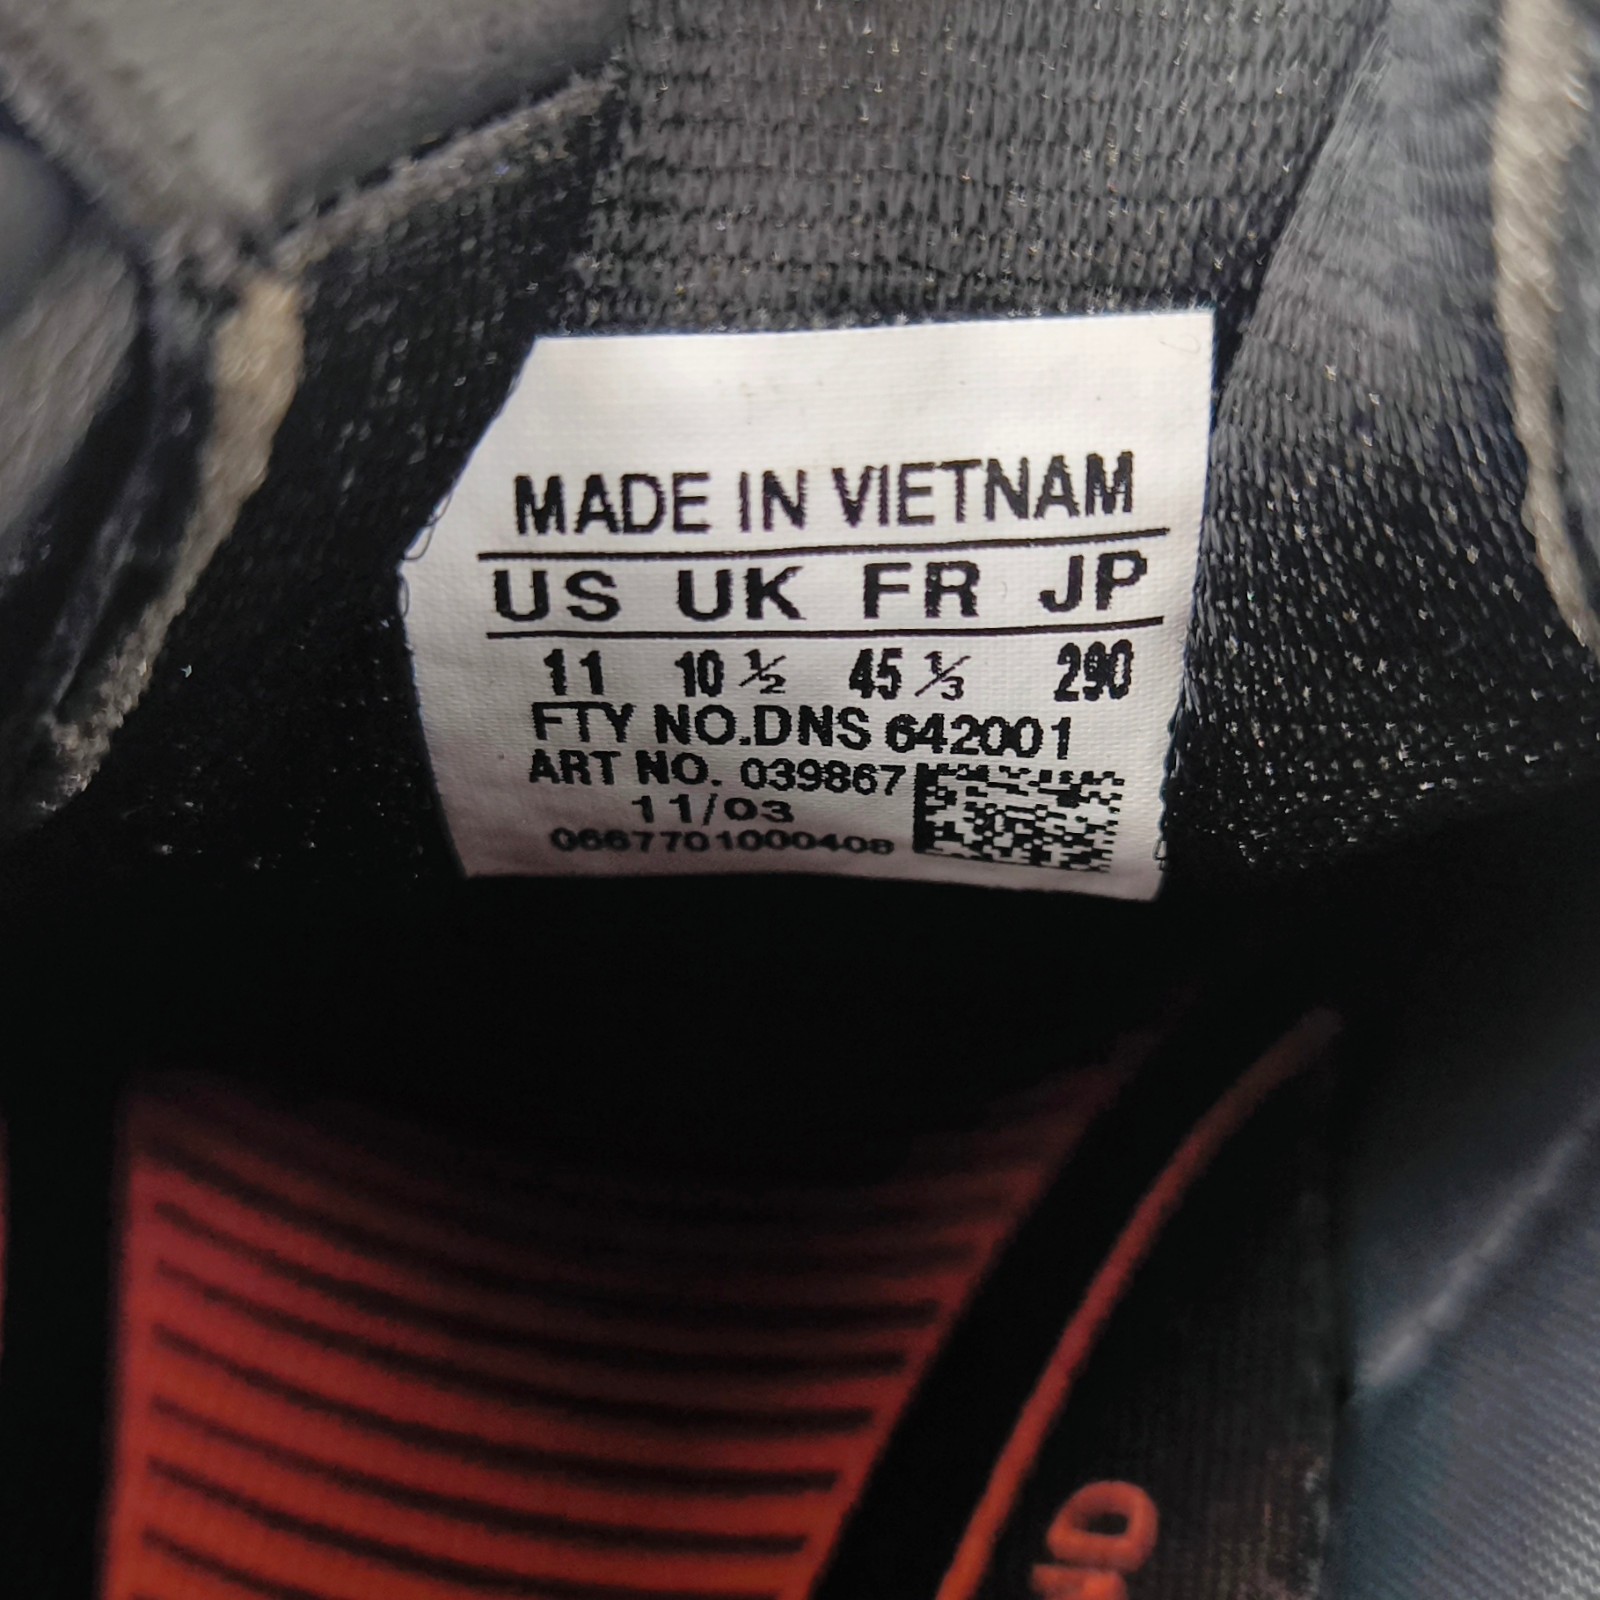 MADE IN VIETNAM
US UK FR JP
11 10 ½ 45 ⅓ 290
FTY NO.DNS 642001
ART NO. 039867
11/03
0667701000408